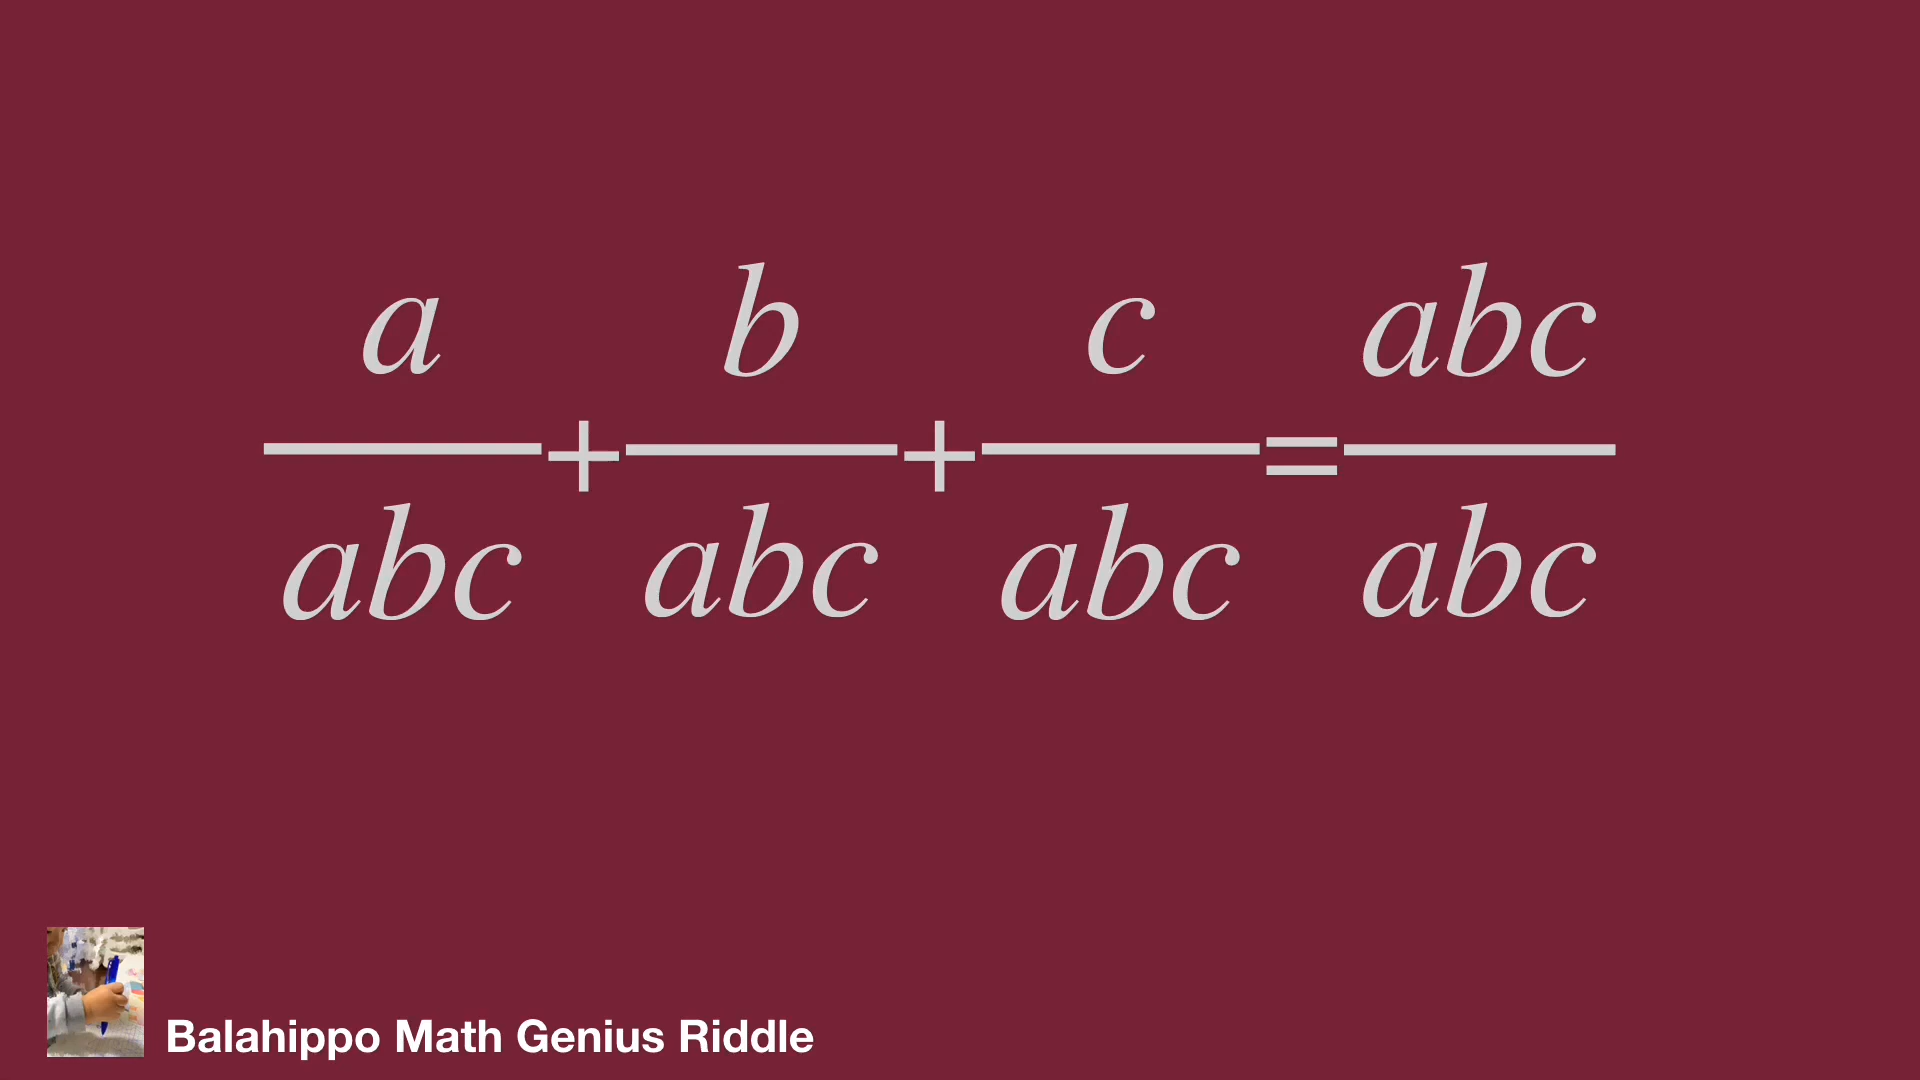 a/abc + b/abc + c/abc = abc/abc
Balahippo Math Genius Riddle